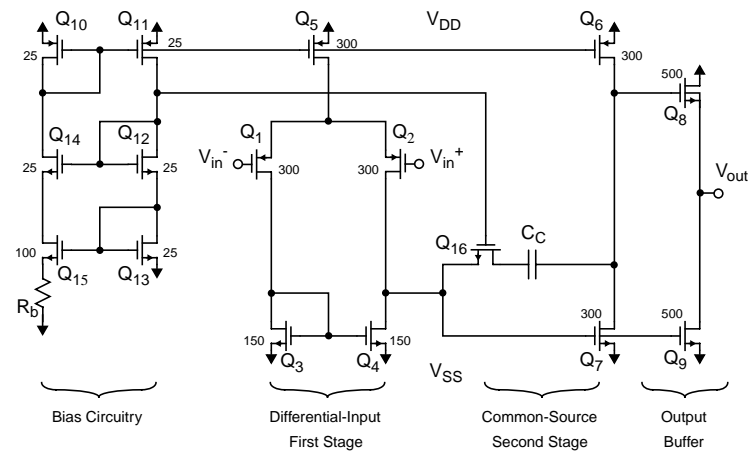 Q10 Q11 Q5 VDD Q6
25 25 300 300
500
Q14 Q12 Q1 Q2 Q8
25 25 Vin- 300 300 Vin+ Vout
Q16 CC
100 Q15 Q13 25
Rb
300 500
150 Q3 Q4 150 Q7 Q9
VSS
Bias Circuitry
Differential-Input
First Stage
Common-Source
Second Stage
Output
Buffer